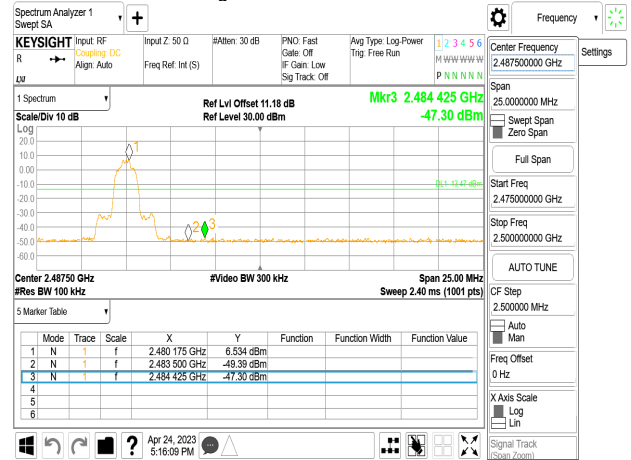 Spectrum Analyzer 1
Swept SA
+
Frequency
KEYSIGHT
Input: RF
Input Z: 50 Ω
#Atten: 30 dB
PNO: Fast
Avg Type: Log-Power
1 2 3 4 5 6
R
Coupling: DC
Gate: Off
Trig: Free Run
Align: Auto
Freq Ref: Int (S)
IF Gain: Low
M W W W W W
Sig Track: Off
P N N N N N
LXI
Center Frequency
2.487500000 GHz
Settings
Span
25.0000000 MHz
Swept Span
Zero Span
Full Span
Start Freq
2.475000000 GHz
Stop Freq
2.500000000 GHz
AUTO TUNE
CF Step
2.500000 MHz
Auto
Man
Freq Offset
0 Hz
X Axis Scale
Log
Lin
Signal Track
(Span Zoom)
1 Spectrum
Ref Lvl Offset 11.18 dB
Mkr3 2.484 425 GHz
Scale/Div 10 dB
Ref Level 30.00 dBm
-47.30 dBm
Log
20.0
10.0
0.00
-10.0
-20.0
-30.0
-40.0
-50.0
-60.0
1
2
3
DL1 -13.47 dBm
Center 2.48750 GHz
#Video BW 300 kHz
Span 25.00 MHz
#Res BW 100 kHz
Sweep 2.40 ms (1001 pts)
5 Marker Table
Mode Trace Scale X Y Function Function Width Function Value
1 N 1 f 2.480 175 GHz 6.534 dBm
2 N 1 f 2.483 500 GHz -49.39 dBm
3 N 1 f 2.484 425 GHz -47.30 dBm
4
5
6
?
Apr 24, 2023
5:16:09 PM